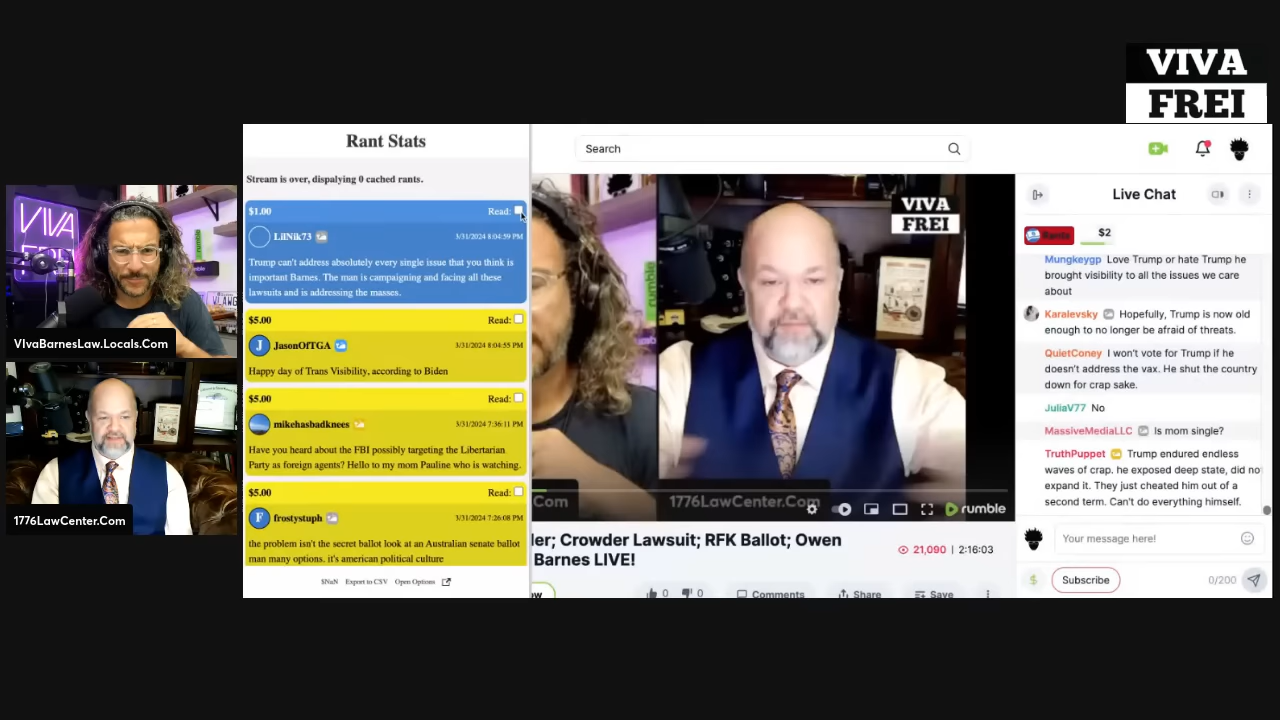 VIVA
FREI
Rant Stats
Stream is over, dispalying 0 cached rants.
$1.00 Read:
LilNik73 3/31/2024 8:04:59 PM
Trump can't address absolutely every single issue that you think is
important Barnes. The man is campaigning and facing all these
lawsuits and is addressing the masses.
$5.00 Read:
J JasonOfTGA 3/31/2024 8:04:55 PM
Happy day of Trans Visibility, according to Biden
$5.00 Read:
mikehasbadknees 3/31/2024 7:36:11 PM
Have you heard about the FBI possibly targeting the Libertarian
Party as foreign agents? Hello to my mom Pauline who is watching.
$5.00 Read:
F frostystuph 3/31/2024 7:26:08 PM
the problem isn't the secret ballot look at an Australian senate ballot
man many options. it's american political culture
$NaN Export to CSV Open Options
VIVA
FREI
VIvaBarnesLaw.Locals.Com
1776LawCenter.Com
Search
VIVA
FREI
rumble
Com
1776LawCenter.Com
rumble
ler; Crowder Lawsuit; RFK Ballot; Owen
Barnes LIVE!
21,090 | 2:16:03
ow
0 0 Comments Share Save
Live Chat
Rants $2
Mungkeygp Love Trump or hate Trump he
brought visibility to all the issues we care
about
Karalevsky Hopefully, Trump is now old
enough to no longer be afraid of threats.
QuietConey I won't vote for Trump if he
doesn't address the vax. He shut the country
down for crap sake.
JuliaV77 No
MassiveMediaLLC Is mom single?
ThruthPuppet Trump endured endless
waves of crap. he exposed deep state, did no
expand it. They just cheated him out of a
second term. Can't do everything himself.
Your message here!
$ Subscribe 0/200